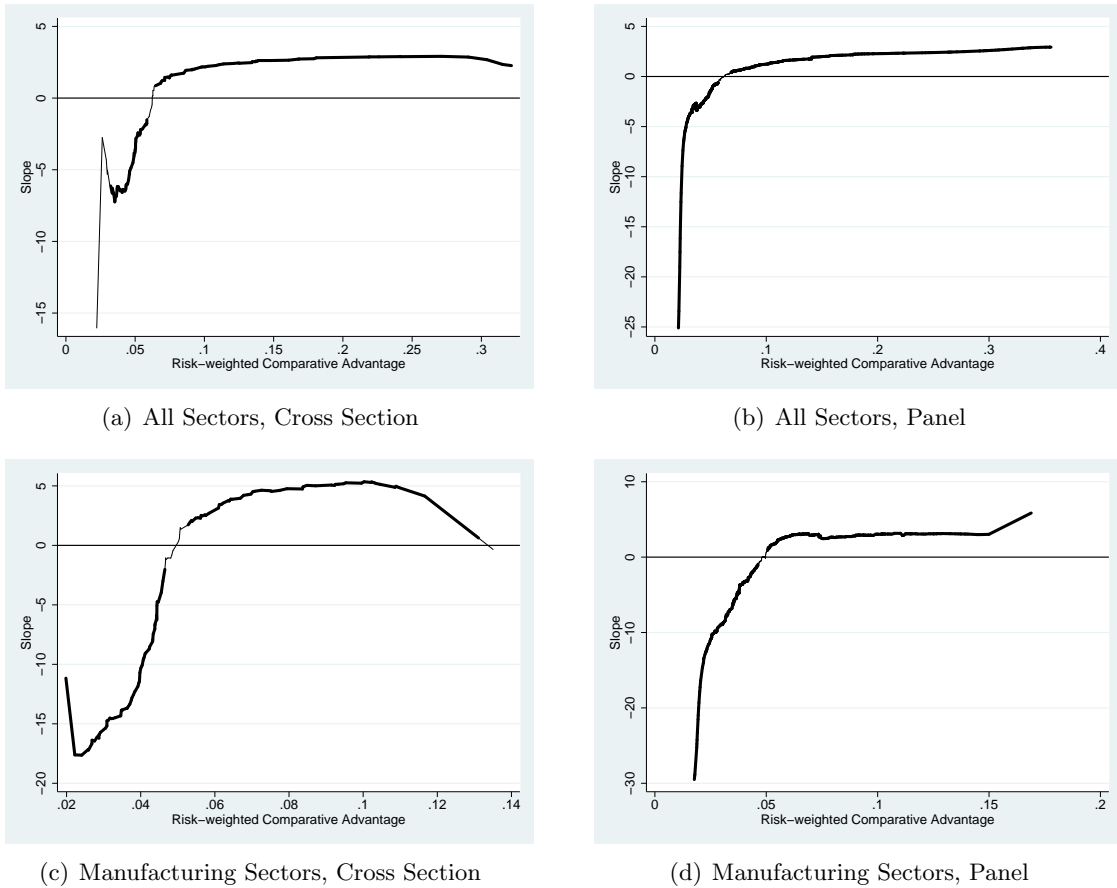 5
0
−5
−10
−15
Slope
0 .05 .1 .15 .2 .25 .3
Risk−weighted Comparative Advantage
(a) All Sectors, Cross Section
5
0
−5
−10
−15
−20
−25
Slope
0 .1 .2 .3 .4
Risk−weighted Comparative Advantage
(b) All Sectors, Panel
5
0
−5
−10
−15
−20
Slope
.02 .04 .06 .08 .1 .12 .14
Risk−weighted Comparative Advantage
(c) Manufacturing Sectors, Cross Section
10
0
−10
−20
−30
Slope
0 .05 .1 .15 .2
Risk−weighted Comparative Advantage
(d) Manufacturing Sectors, Panel